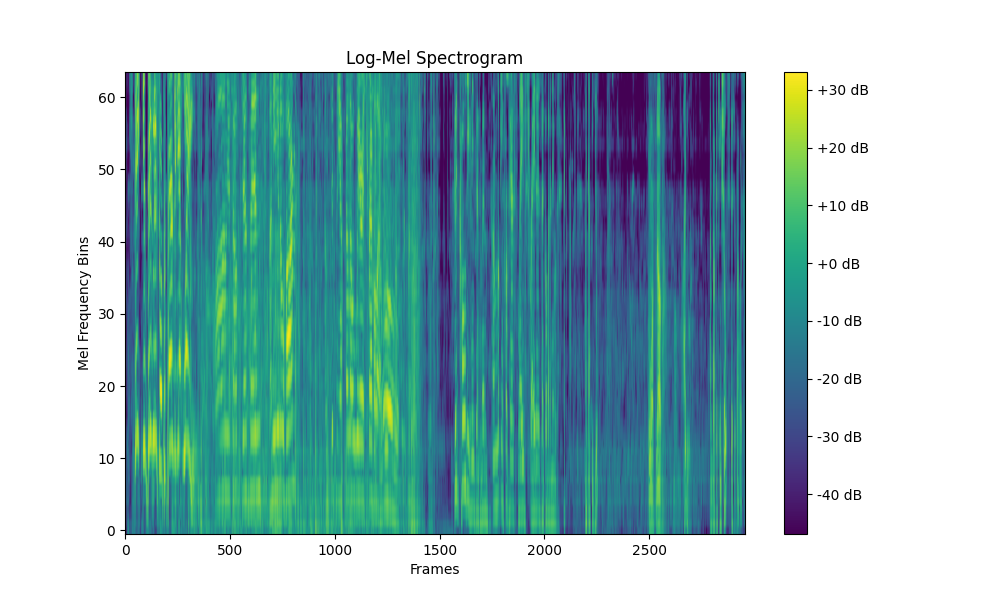 Log-Mel Spectrogram
Mel Frequency Bins
60
50
40
30
20
10
0
0 500 1000 1500 2000 2500
Frames
+30 dB
+20 dB
+10 dB
+0 dB
-10 dB
-20 dB
-30 dB
-40 dB